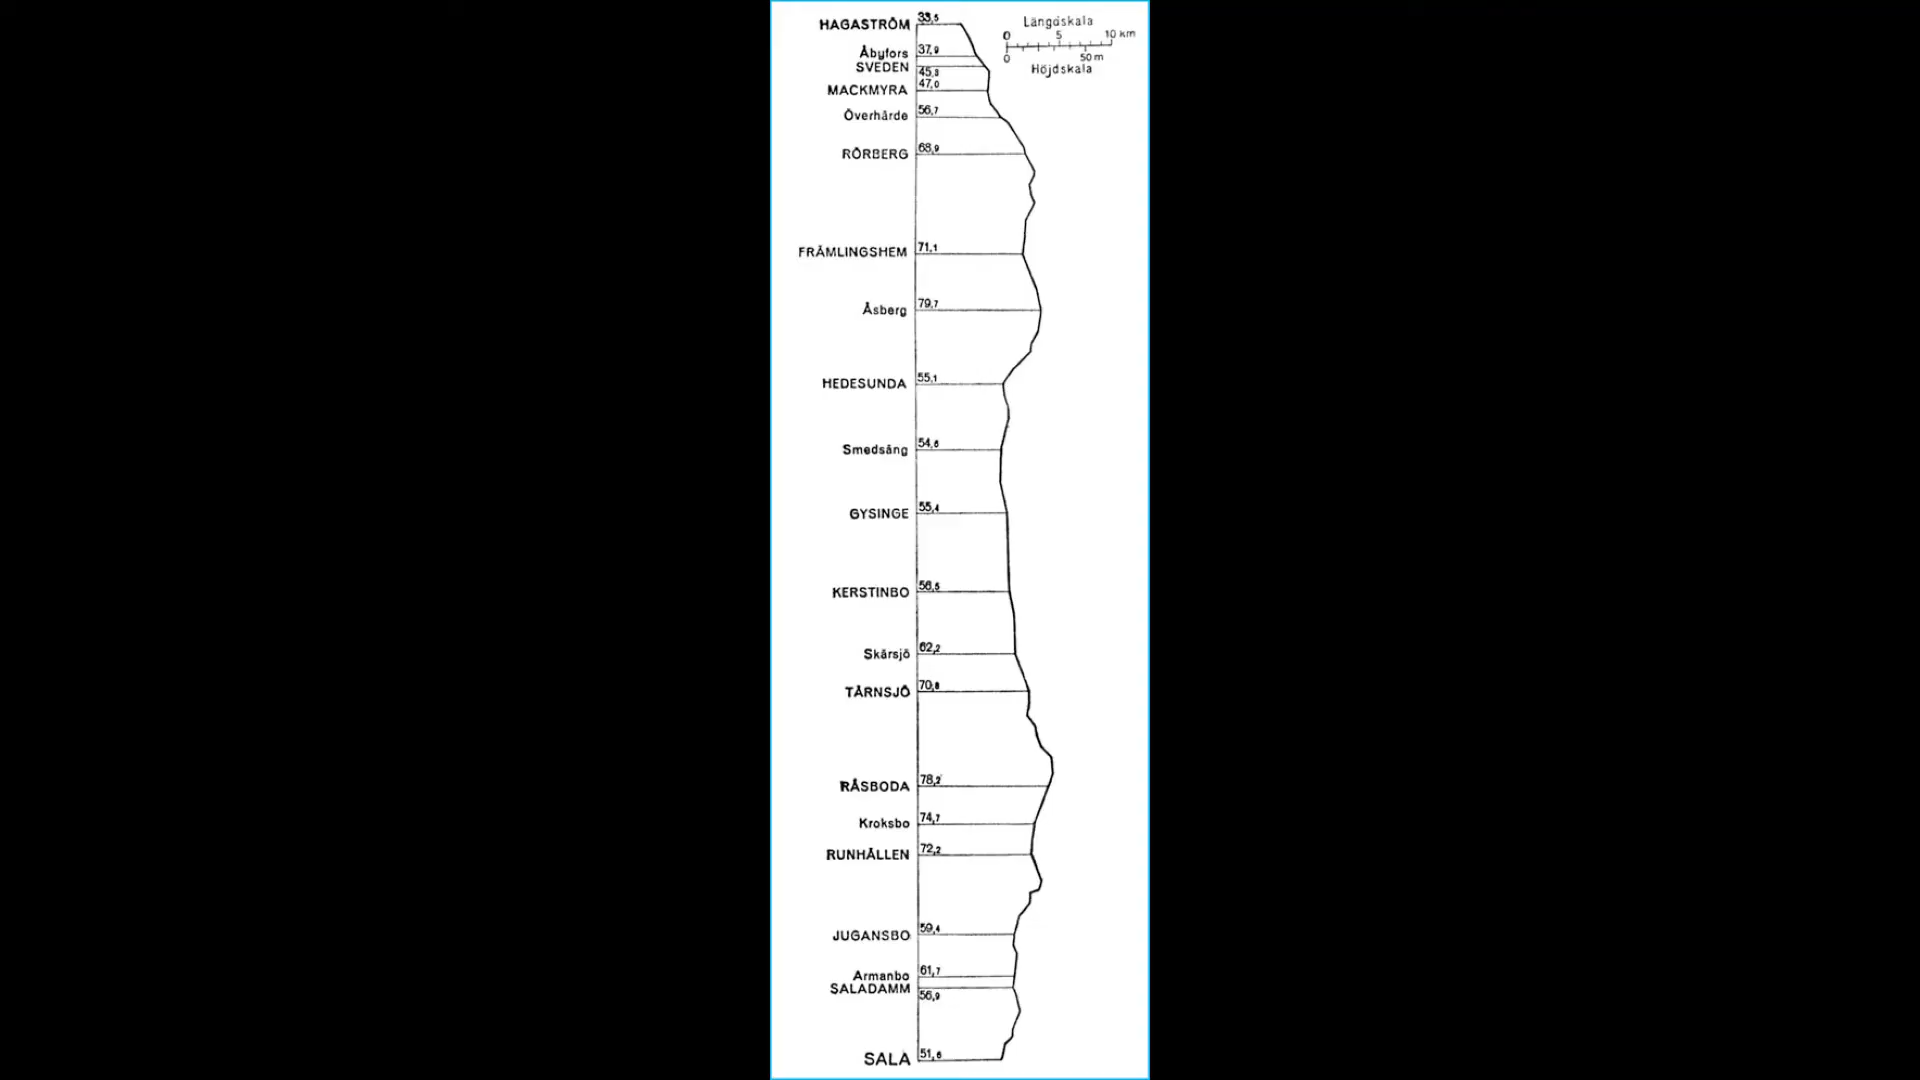 HAGASTRÖM 33,5
Längdskala
0 5 10 km
0 50 m
Höjdskala
Åbyfors 37,9
SVEDEN 45,3
MACKMYRA 47,0
Överhärde 56,7
RÖRBERG 68,9
FRÄMLINGSHEM 71,1
Åsberg 79,7
HEDESUNDA 55,1
Smedsäng 54,6
GYSINGE 55,4
KERSTINBO 56,5
Skärsjö 62,2
TÄRNSJÖ 70,8
RÅSBODA 78,2
Kroksbo 74,7
RUNHÄLLEN 72,2
JUGANSBO 59,4
Armanbo 61,7
SALADAMM 56,9
SALA 51,6